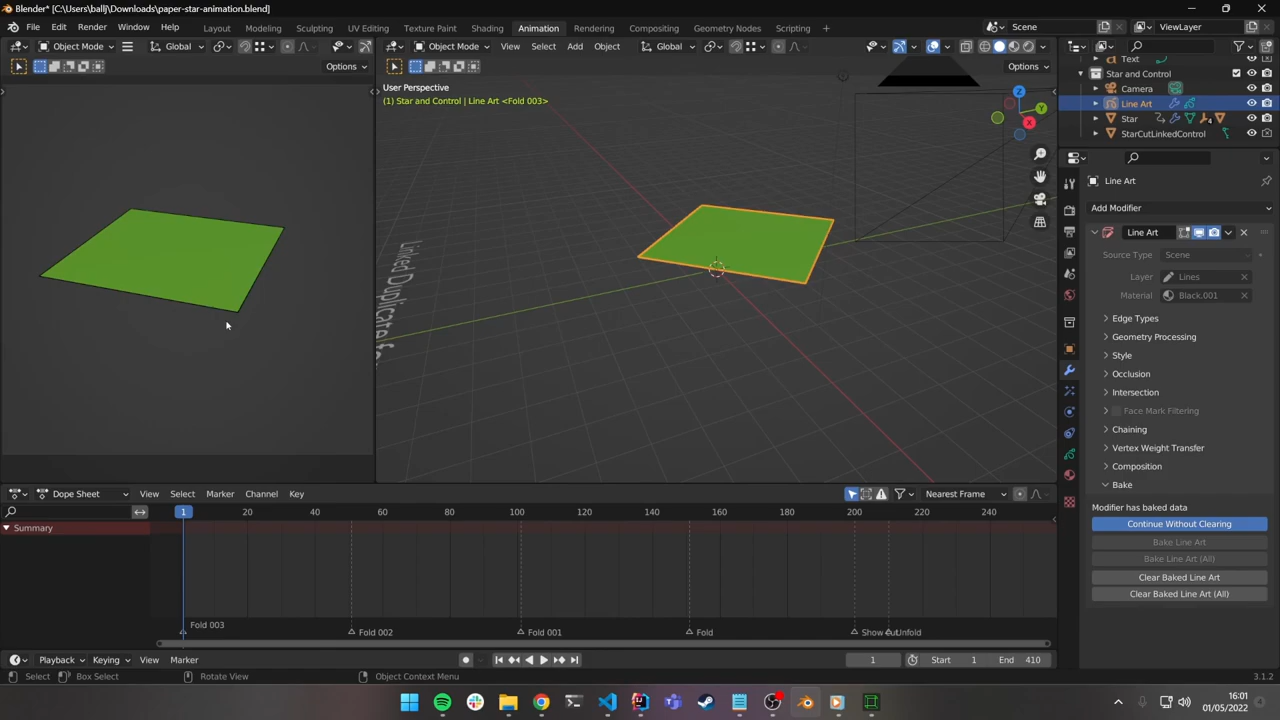 Blender* [C:\Users\ballj\Downloads\paper-star-animation.blend]
File Edit Render Window Help Layout Modeling Sculpting UV Editing Texture Paint Shading Animation Rendering Compositing Geometry Nodes Scripting + Scene ViewLayer
Object Mode Global Object Mode View Select Add Object Global
Options Options
Text
Star and Control
Camera
Line Art
Star 4
StarCutLinkedControl
User Perspective
(1) Star and Control | Line Art <Fold 003>
Z
Y
X
Linked Duplicate
Line Art
Add Modifier
Line Art
Source Type Scene
Layer Lines
Material Black.001
Edge Types
Geometry Processing
Style
Occlusion
Intersection
Face Mark Filtering
Chaining
Vertex Weight Transfer
Composition
Bake
Modifier has baked data
Continue Without Clearing
Bake Line Art
Bake Line Art (All)
Clear Baked Line Art
Clear Baked Line Art (All)
Dope Sheet View Select Marker Channel Key Nearest Frame
1 20 40 60 80 100 120 140 160 180 200 220 240
Summary
Fold 003 Fold 002 Fold 001 Fold Unfold
Playback Keying View Marker 1 Start 1 End 410
Select Box Select Rotate View Object Context Menu 3.1.2
16:01
01/05/2022